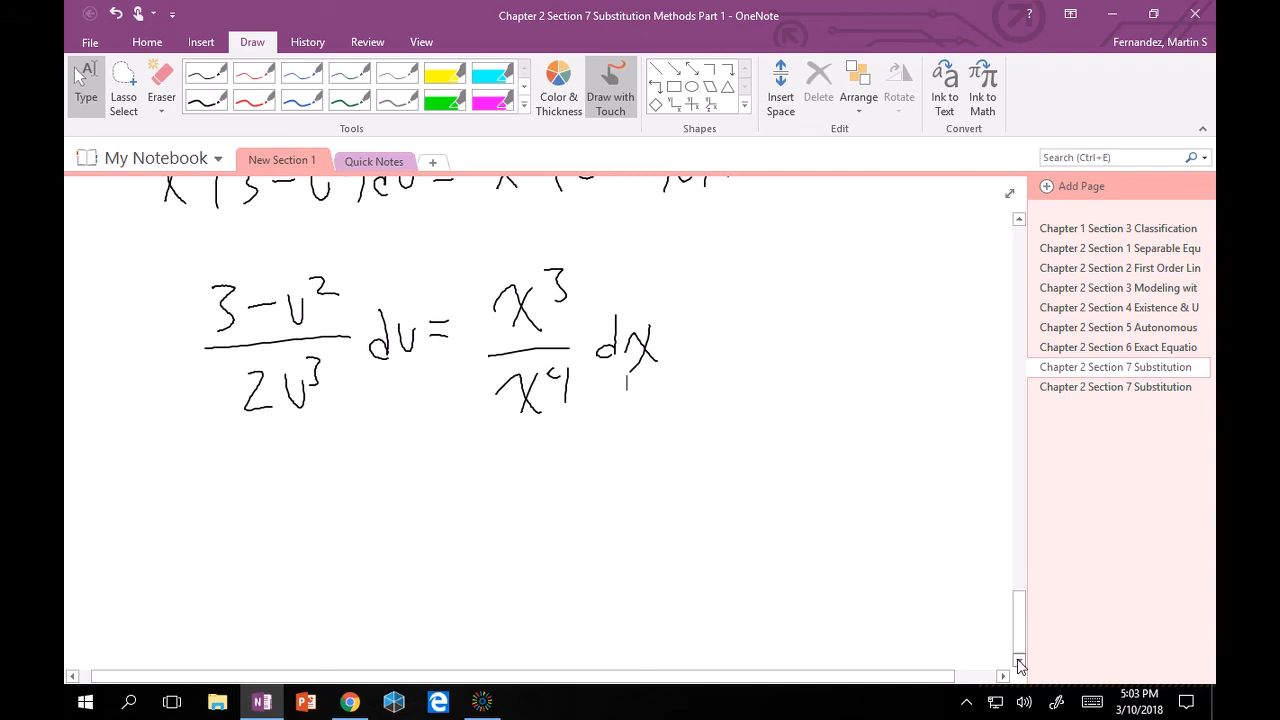 Chapter 2 Section 7 Substitution Methods Part 1 - OneNote
?
File Home Insert Draw History Review View
Fernandez, Martin S
Type
Lasso Select
Eraser
Color & Thickness
Draw with Touch
Insert Space
Delete
Arrange
Rotate
Ink to Text
Ink to Math
Tools Shapes Edit Convert
My Notebook
New Section 1
Quick Notes
+
Search (Ctrl+E)
Add Page
Chapter 1 Section 3 Classification
Chapter 2 Section 1 Separable Equ
Chapter 2 Section 2 First Order Lin
Chapter 2 Section 3 Modeling wit
Chapter 2 Section 4 Existence & U
Chapter 2 Section 5 Autonomous
Chapter 2 Section 6 Exact Equatio
Chapter 2 Section 7 Substitution
Chapter 2 Section 7 Substitution
3-v² / 2v³ dv = x³ / x⁴ dx
5:03 PM
3/10/2018